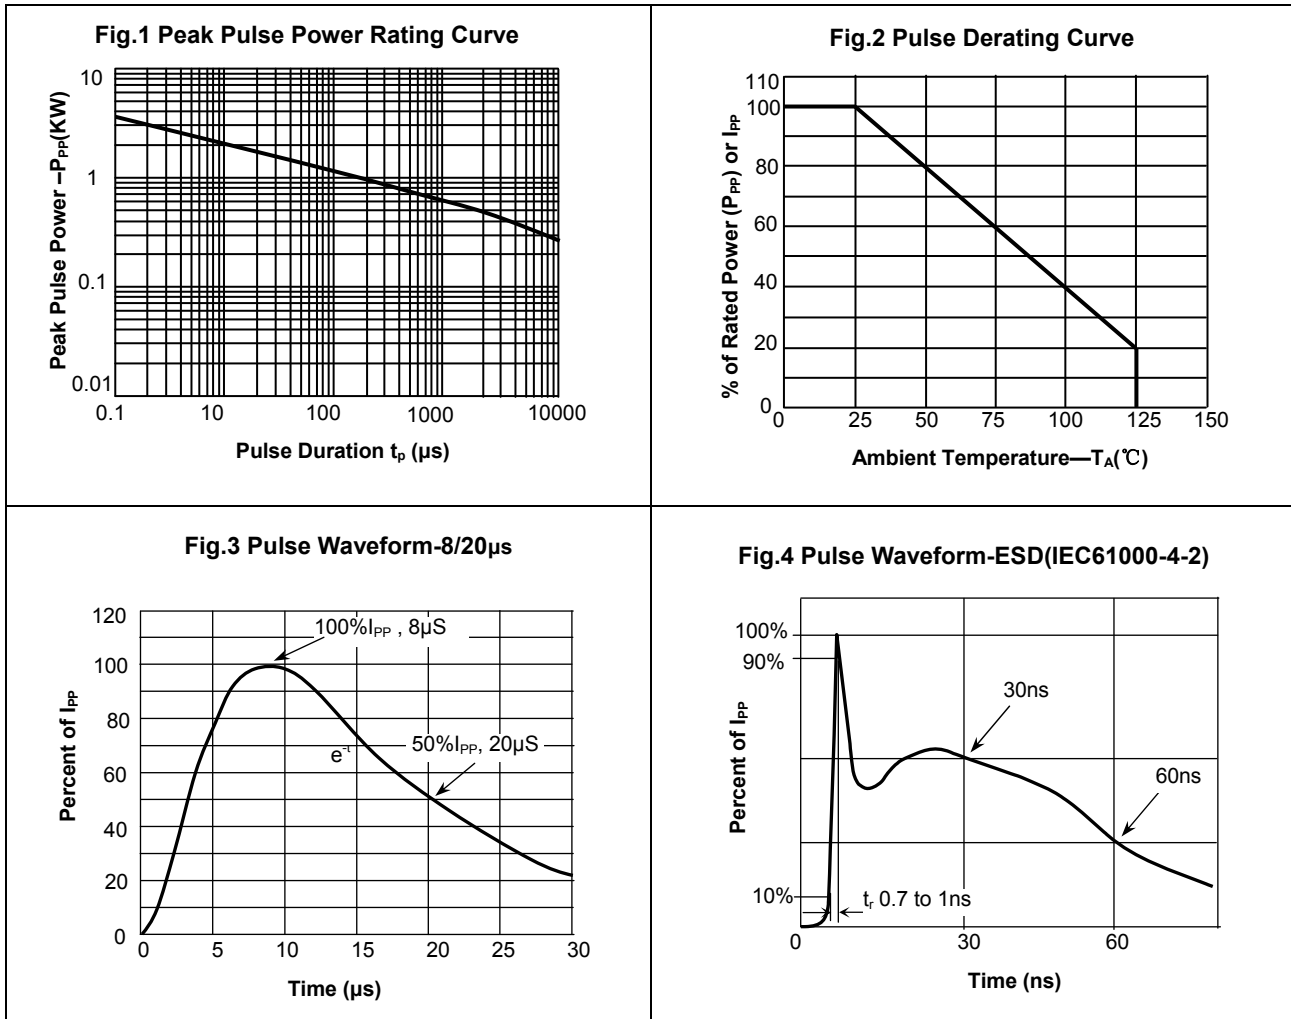 Fig.1 Peak Pulse Power Rating Curve
Peak Pulse Power –PPP(KW)
10
1
0.1
0.01
0.1 10 100 1000 10000
Pulse Duration tp (µs)
Fig.2 Pulse Derating Curve
% of Rated Power (PPP) or IPP
110
100
80
60
40
20
0
0 25 50 75 100 125 150
Ambient Temperature—TA(℃)
Fig.3 Pulse Waveform-8/20µs
Percent of IPP
120
100
80
60
40
20
0
100%IPP , 8µS
e-t
50%IPP, 20µS
0 5 10 15 20 25 30
Time (µs)
Fig.4 Pulse Waveform-ESD(IEC61000-4-2)
Percent of IPP
100%
90%
10%
30ns
60ns
tr 0.7 to 1ns
0 30 60
Time (ns)